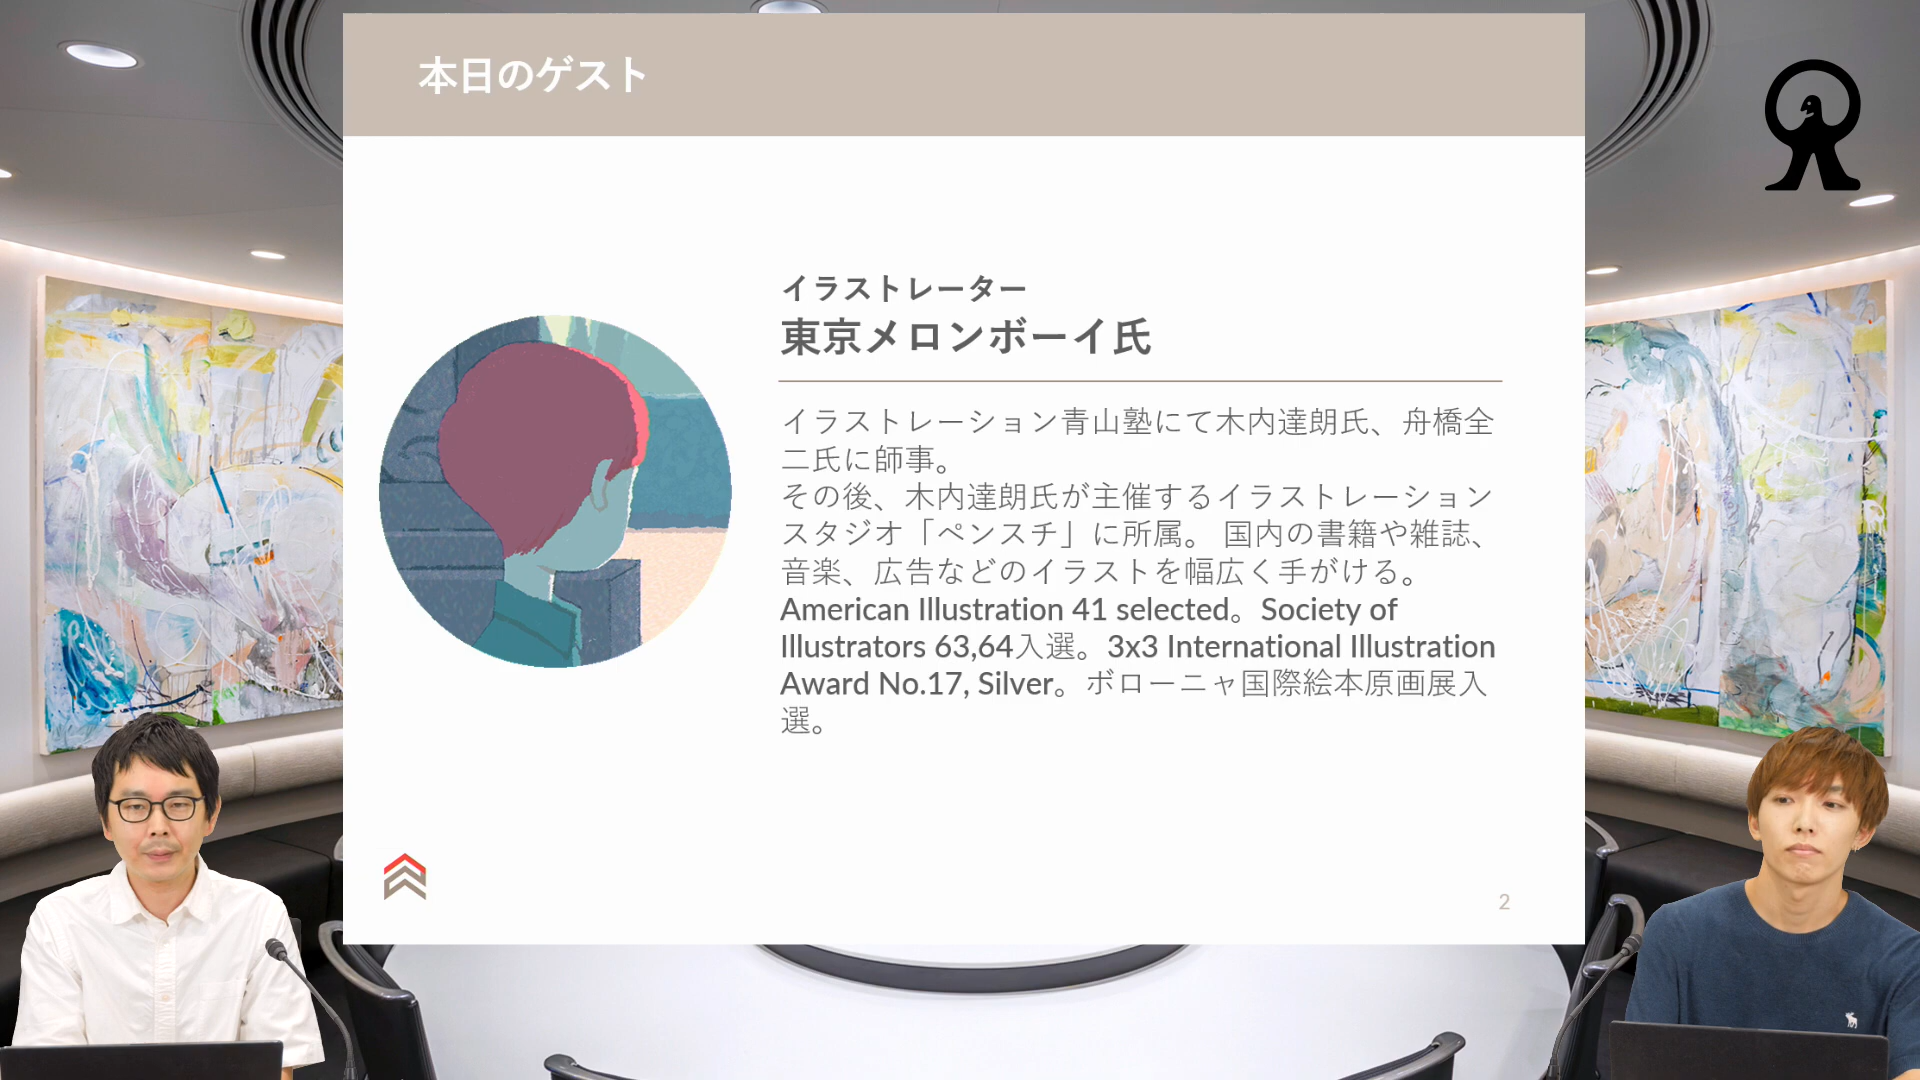 本日のゲスト
イラストレーター
東京メロンボーイ氏
イラストレーション青山塾にて木内達朗氏、舟橋全
二氏に師事。
その後、木内達朗氏が主催するイラストレーション
スタジオ「ペンスチ」に所属。 国内の書籍や雑誌、
音楽、広告などのイラストを幅広く手がける。
American Illustration 41 selected。Society of
Illustrators 63,64入選。3x3 International Illustration
Award No.17, Silver。ボローニャ国際絵本原画展入
選。
2